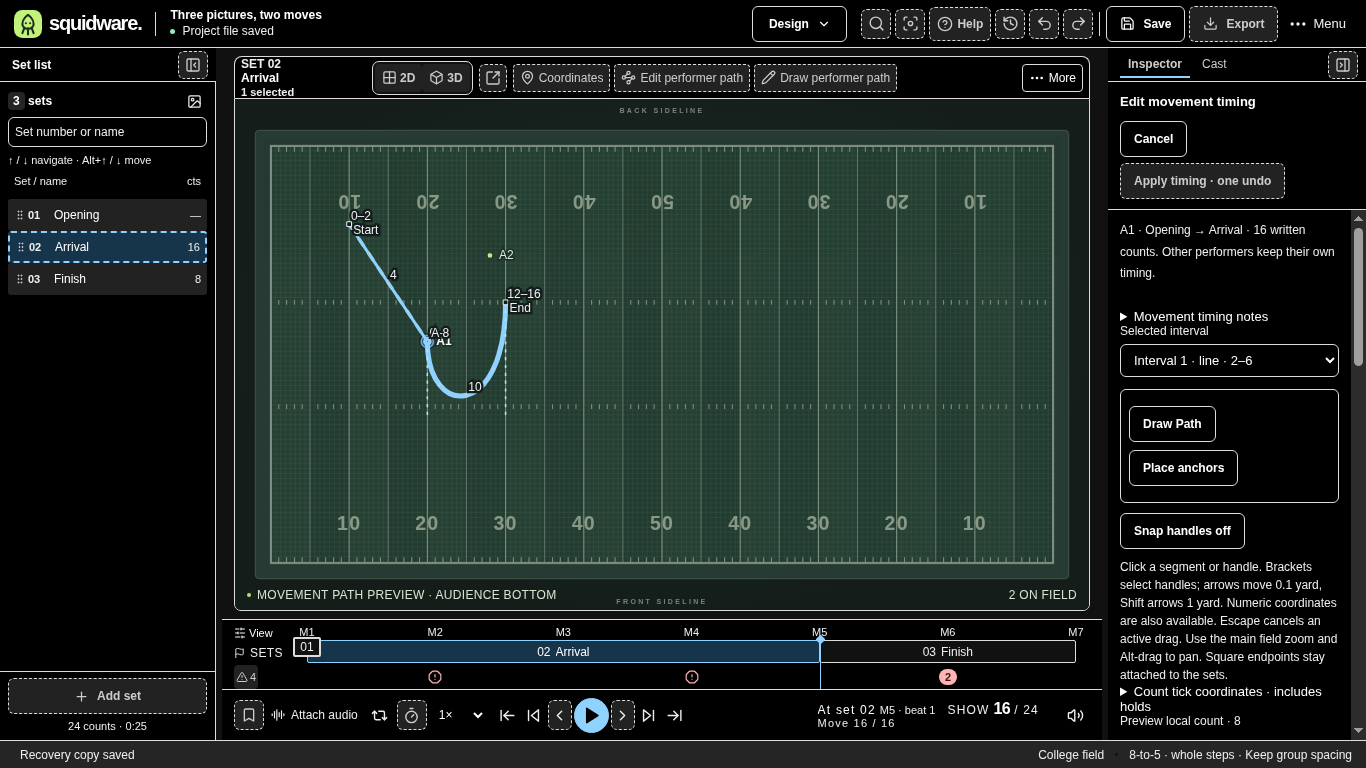 squidware.
Three pictures, two moves
Project file saved
Design
Help
Save
Export
Menu
Set list
3 sets
Set number or name
↑ / ↓ navigate · Alt+↑ / ↓ move
Set / name cts
01 Opening —
02 Arrival 16
03 Finish 8
Add set
24 counts · 0:25
SET 02
Arrival
1 selected
2D
3D
Coordinates
Edit performer path
Draw performer path
More
BACK SIDELINE
10 20 30 40 50 40 30 20 10
0–2
Start
A2
4
12–16
End
A1
10
10 20 30 40 50 40 30 20 10
MOVEMENT PATH PREVIEW · AUDIENCE BOTTOM
FRONT SIDELINE
2 ON FIELD
View
M1 M2 M3 M4 M5 M6 M7
SETS
01
02 Arrival
03 Finish
4
2
Attach audio
1×
At set 02 M5 · beat 1 SHOW 16 / 24
Move 16 / 16
Inspector
Cast
Edit movement timing
Cancel
Apply timing · one undo
A1 · Opening → Arrival · 16 written
counts. Other performers keep their own
timing.
Movement timing notes
Selected interval
Interval 1 · line · 2–6
Draw Path
Place anchors
Snap handles off
Click a segment or handle. Brackets
select handles; arrows move 0.1 yard,
Shift arrows 1 yard. Numeric coordinates
are also available. Escape cancels an
active drag. Use the main field zoom and
Alt-drag to pan. Square endpoints stay
attached to the sets.
Count tick coordinates · includes
holds
Preview local count · 8
Recovery copy saved
College field · 8-to-5 · whole steps · Keep group spacing